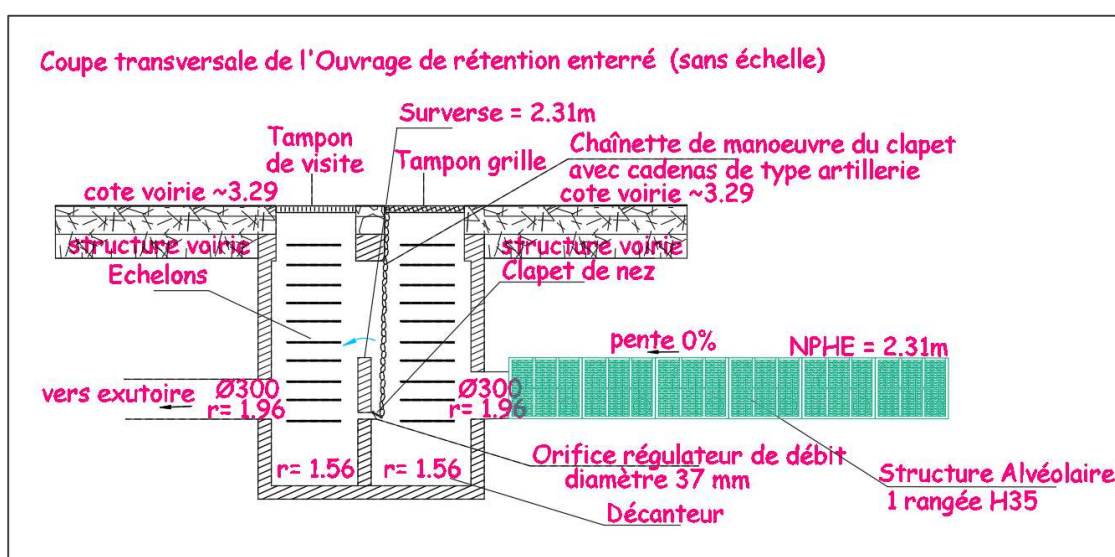 Coupe transversale de l'Ouvrage de rétention enterré (sans échelle)
Surverse = 2.31m
Tampon
de visite
Tampon grille
Chaînette de manoeuvre du clapet
avec cadenas de type artillerie
cote voirie ~3.29
cote voirie ~3.29
structure voirie
structure voirie
Echelons
Clapet de nez
pente 0%
NPHE = 2.31m
vers exutoire
Ø300
r= 1.96
Ø300
r= 1.96
r= 1.56
r= 1.56
Orifice régulateur de débit
diamètre 37 mm
Décanteur
Structure Alvéolaire
1 rangée H35